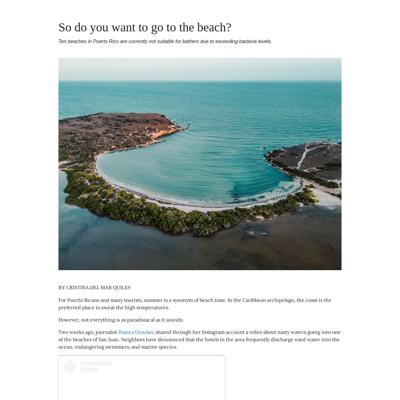 So do you want to go to the beach?
Ten beaches in Puerto Rico are currently not suitable for bathers due to exceeding bacteria levels.
BY CRISTINA DEL MAR QUILES
For Puerto Ricans and many tourists, summer is a synonym of beach time. In the Caribbean archipelago, the coast is the
preferred place to sweat the high temperatures.
However, not everything is as paradisiacal as it sounds.
Two weeks ago, journalist Bianca Graulau, shared through her Instagram account a video about nasty waters going into one
of the beaches of San Juan. Neighbors have denounced that the hotels in the area frequently discharge used water into the
ocean, endangering swimmers, and marine species.